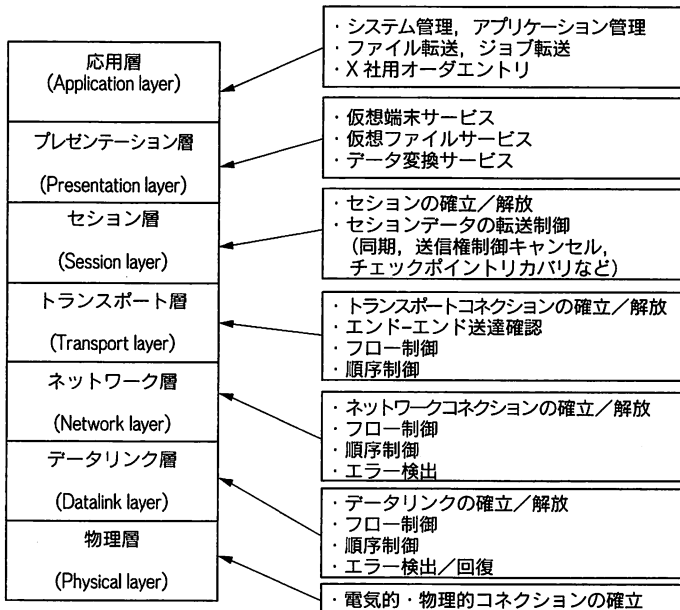 応用層
(Application layer)
・システム管理，アプリケーション管理
・ファイル転送，ジョブ転送
・X社用オーダエントリ
プレゼンテーション層
(Presentation layer)
・仮想端末サービス
・仮想ファイルサービス
・データ変換サービス
セション層
(Session layer)
・セションの確立／解放
・セションデータの転送制御
(同期，送信権制御キャンセル，
チェックポイントリカバリなど)
トランスポート層
(Transport layer)
・トランスポートコネクションの確立／解放
・エンド-エンド送達確認
・フロー制御
・順序制御
ネットワーク層
(Network layer)
・ネットワークコネクションの確立／解放
・フロー制御
・順序制御
・エラー検出
データリンク層
(Datalink layer)
・データリンクの確立／解放
・フロー制御
・順序制御
・エラー検出／回復
物理層
(Physical layer)
・電気的・物理的コネクションの確立